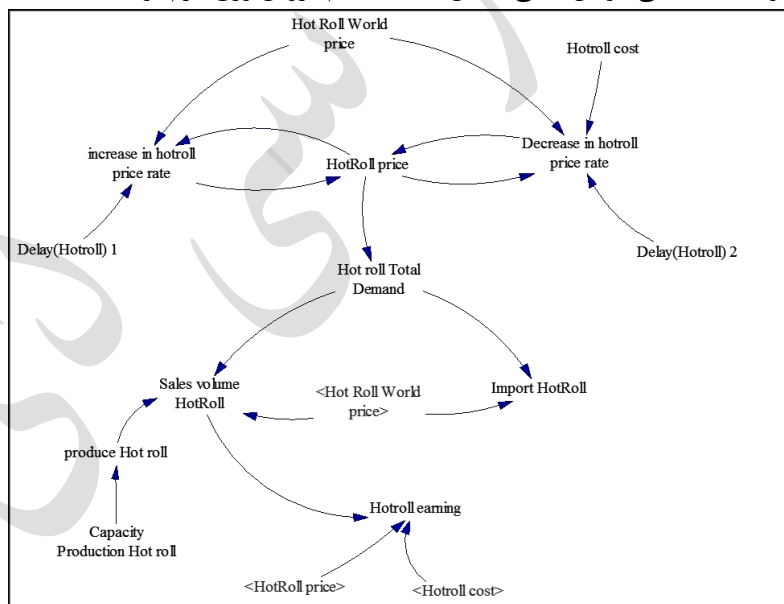 Hot Roll World
price
Hotroll cost
increase in hotroll
price rate
HotRoll price
Decrease in hotroll
price rate
Delay(Hotroll) 1
Delay(Hotroll) 2
Hot roll Total
Demand
Sales volume
HotRoll
<Hot Roll World
price>
Import HotRoll
produce Hot roll
Capacity
Production Hot roll
Hotroll earning
<HotRoll price>
<Hotroll cost>